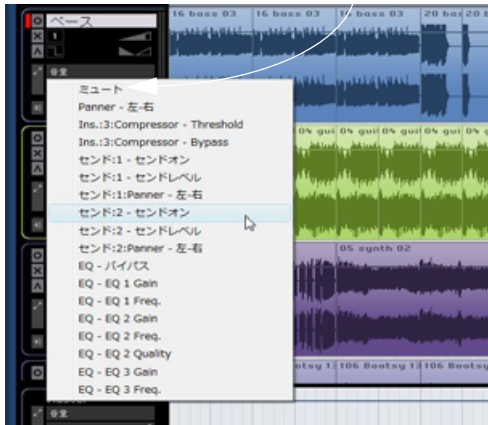 ベース
16 bass 03
16 bass 03
16 bass 03
20 bas
20 b
音量
ミュート
Panner - 左-右
Ins.:3:Compressor - Threshold
Ins.:3:Compressor - Bypass
センド:1 - センドオン
センド:1 - センドレベル
センド:1:Panner - 左-右
センド:2 - センドオン
センド:2 - センドレベル
センド:2:Panner - 左-右
EQ - バイパス
EQ - EQ 1 Gain
EQ - EQ 1 Freq.
EQ - EQ 2 Gain
EQ - EQ 2 Freq.
EQ - EQ 2 Quality
EQ - EQ 3 Gain
EQ - EQ 3 Freq.
04 gui
04 gui
04 gui
04 gui
05 synth 02
106 Bootsy
106 Bootsy
音量